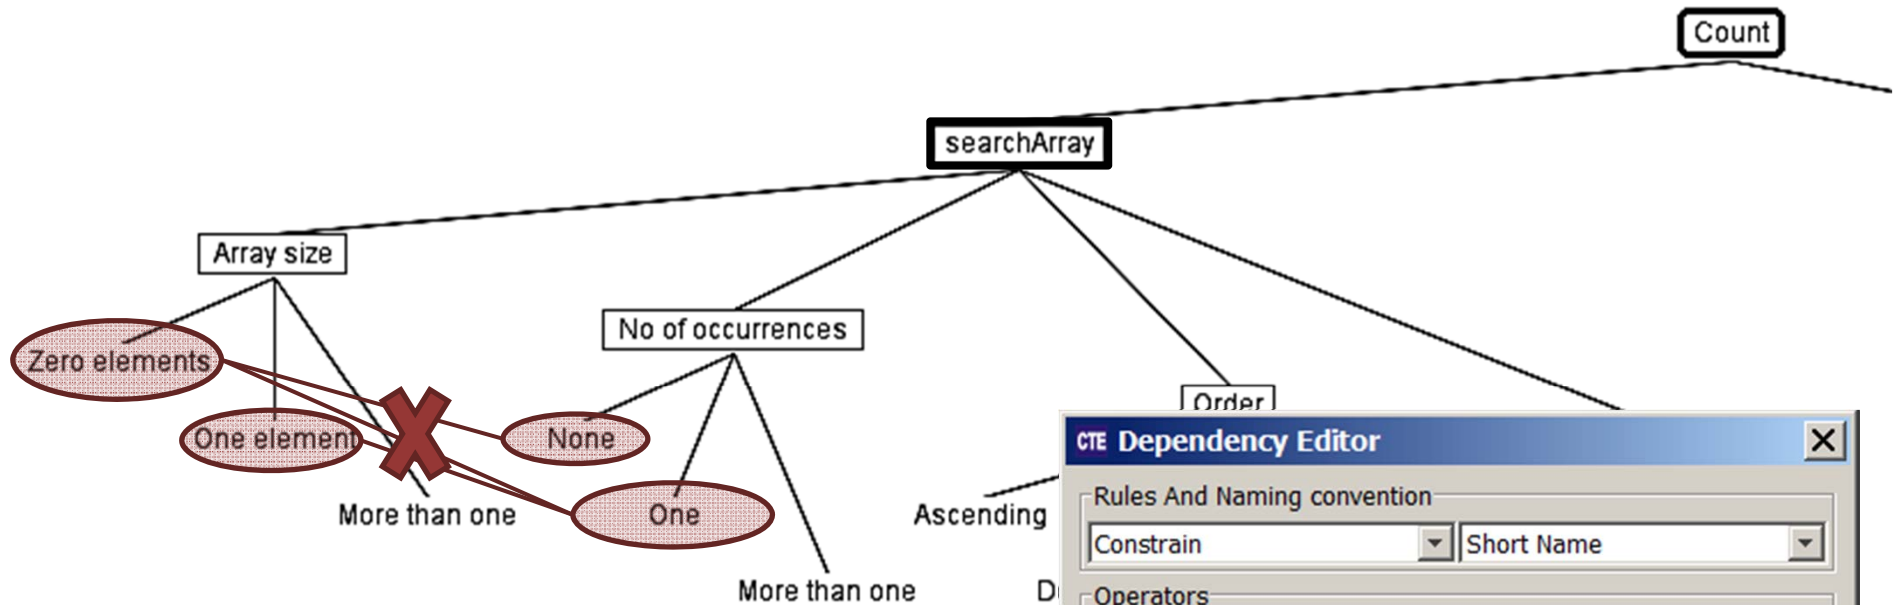 Count
searchArray
Array size
No of occurrences
Zero elements
One element
None
Order
More than one
One
Ascending
More than one
CTE Dependency Editor
Rules And Naming convention
Constrain
Short Name
Operators